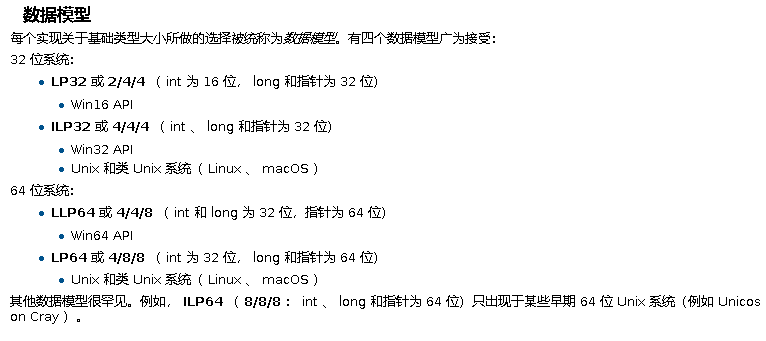 数据模型
每个实现关于基础类型大小所做的选择被统称为数据模型。有四个数据模型广为接受：
32 位系统：
LP32 或 2/4/4 （ int 为 16 位， long 和指针为 32 位)
Win16 API
ILP32 或 4/4/4 （ int 、 long 和指针为 32 位)
Win32 API
Unix 和类 Unix 系统（ Linux 、 macOS ）
64 位系统：
LLP64 或 4/4/8 （ int 和 long 为 32 位，指针为 64 位)
Win64 API
LP64 或 4/8/8 （ int 为 32 位， long 和指针为 64 位)
Unix 和类 Unix 系统（ Linux 、 macOS ）
其他数据模型很罕见。例如， ILP64 （ 8/8/8 ： int 、 long 和指针为 64 位）只出现于某些早期 64 位 Unix 系统（例如 Unicos
on Cray ）。